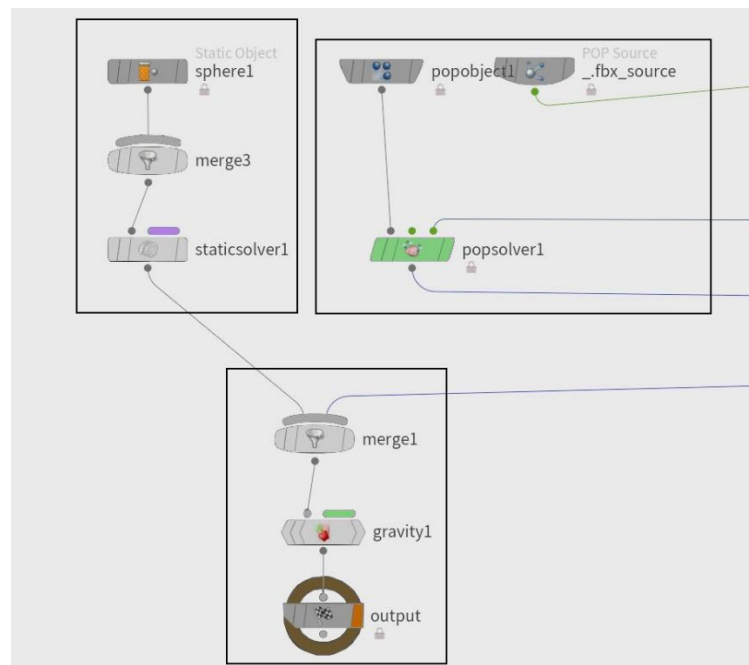 Static Object
sphere1
merge3
staticsolver1
popobject1
POP Source
_.fbx_source
popsolver1
merge1
gravity1
output